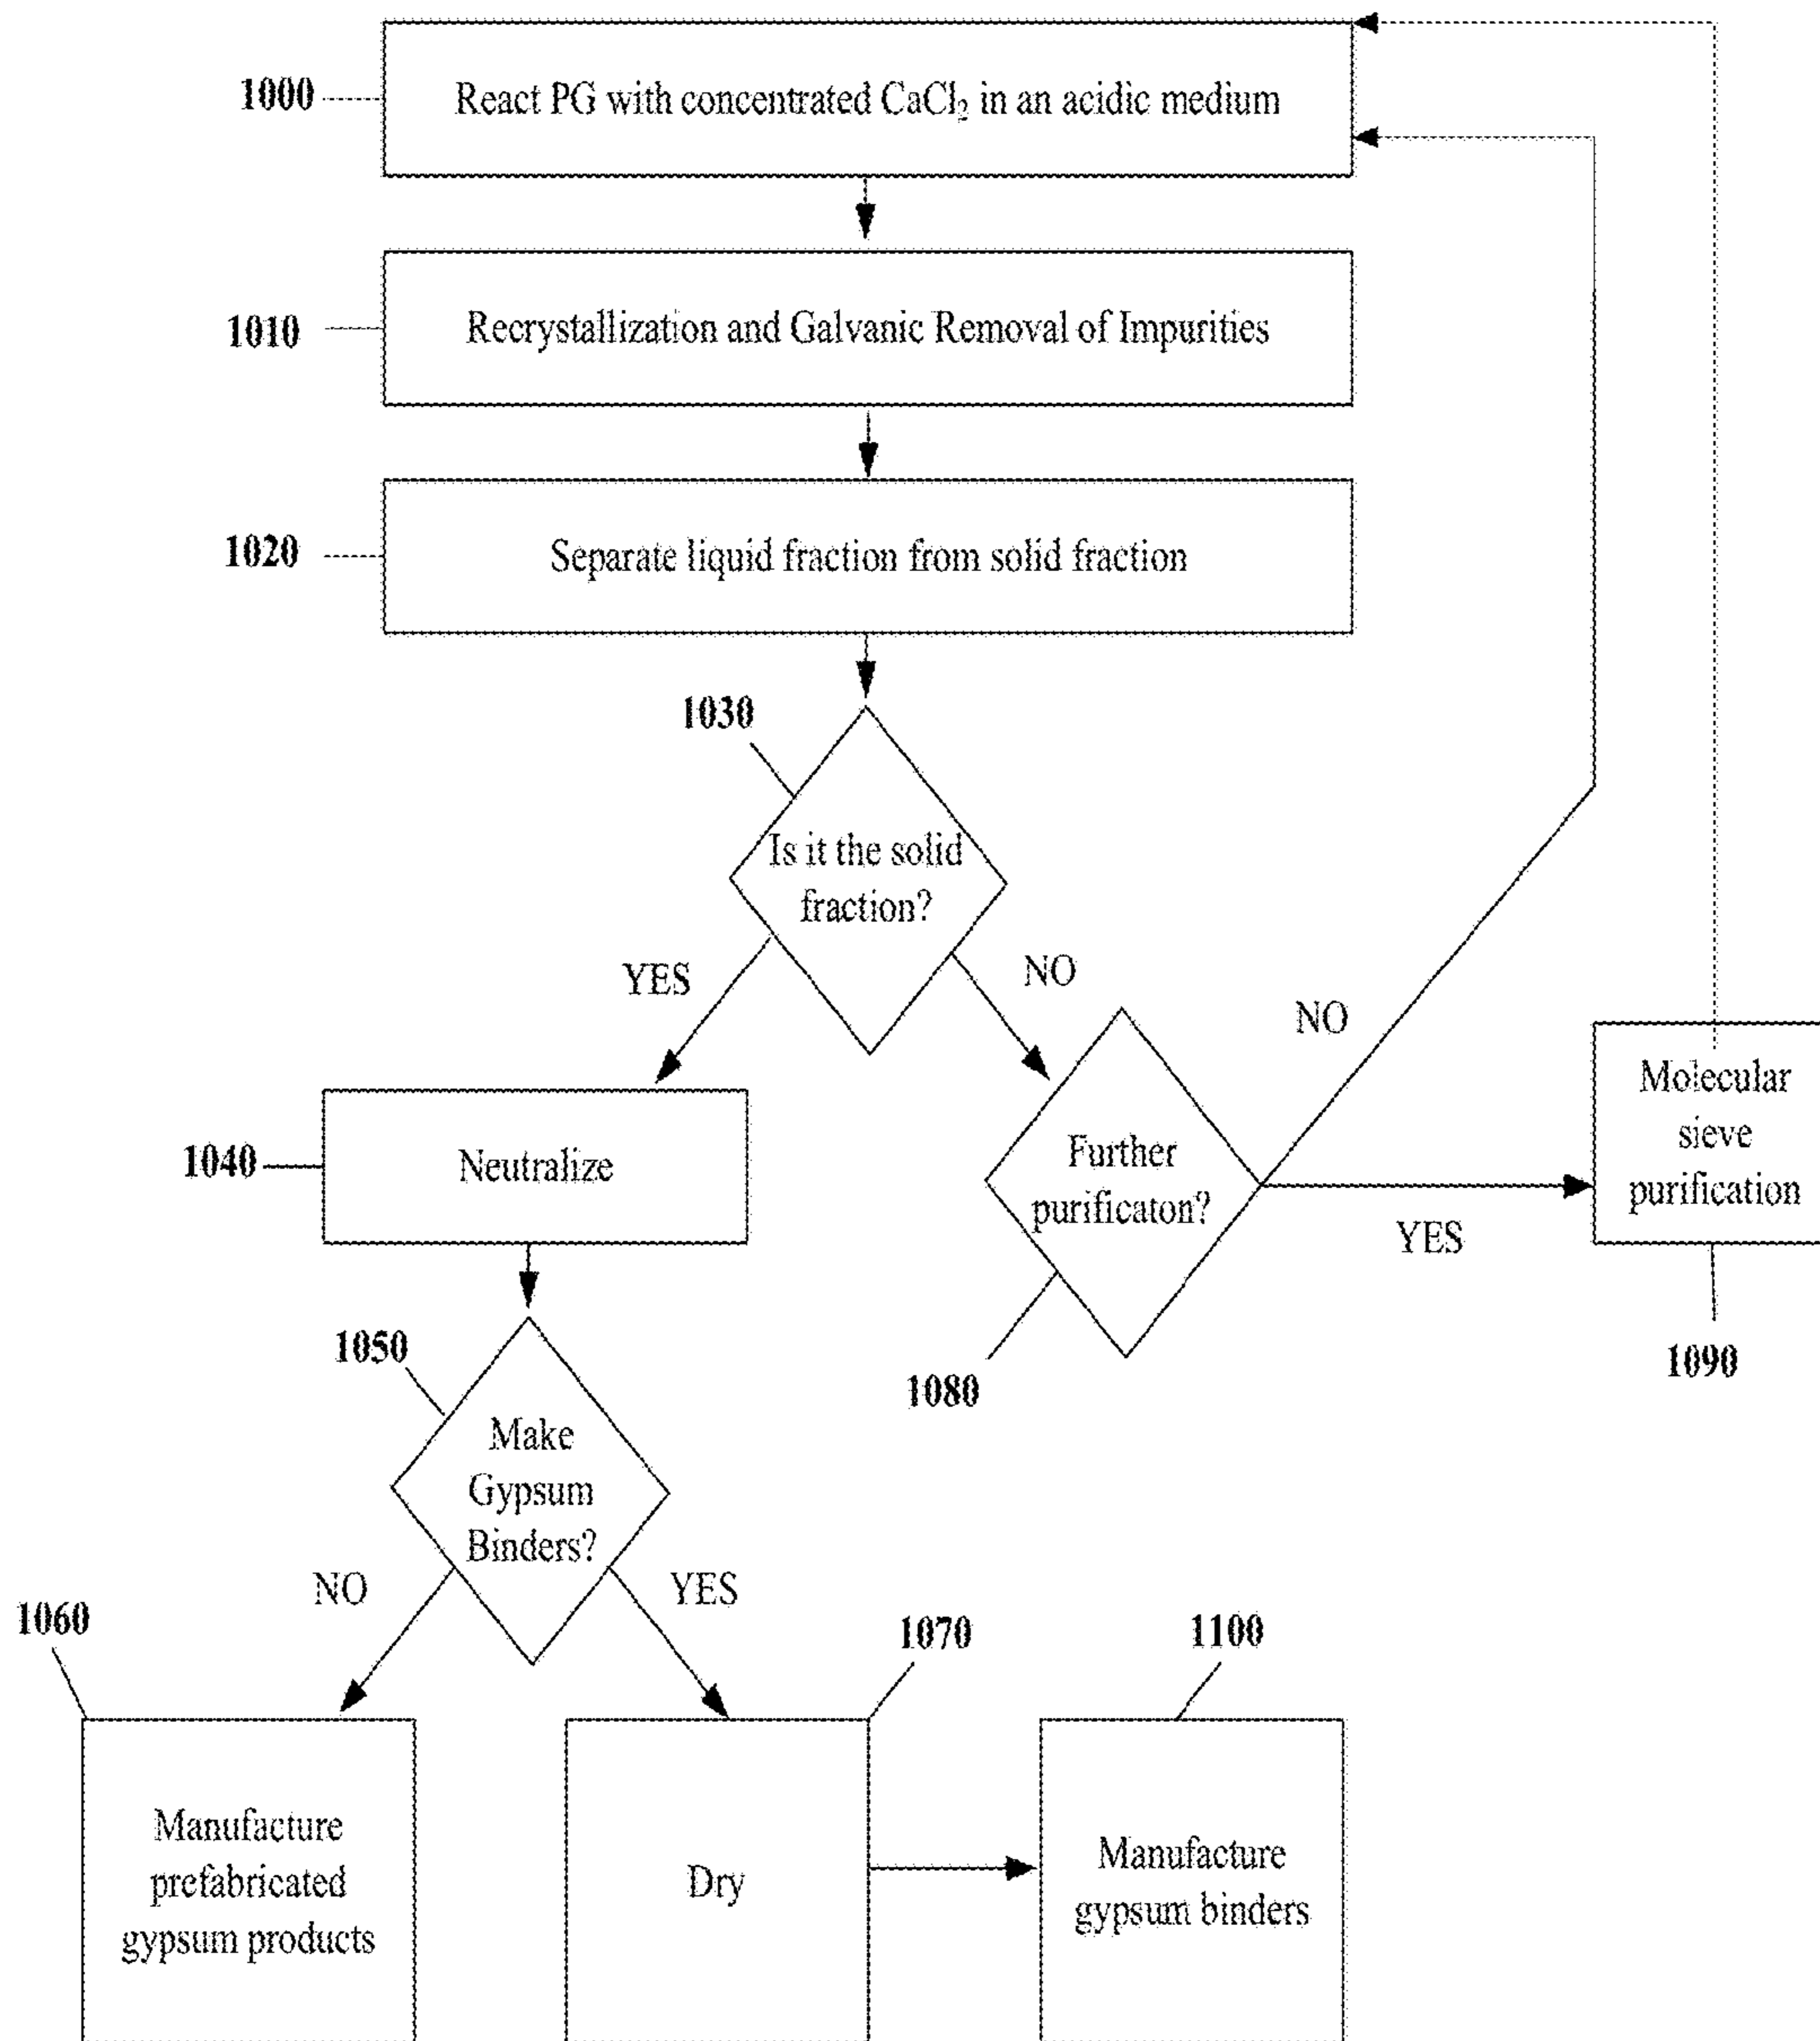 1000
React PG with concentrated CaCl₂ in an acidic medium
1010
Recrystallization and Galvanic Removal of Impurities
1020
Separate liquid fraction from solid fraction
1030
Is it the solid
fraction?
YES
NO
NO
1040
Neutralize
Further
purificaton?
YES
Molecular
sieve
purification
1080
1090
1050
Make
Gypsum
Binders?
NO
YES
1060
1070
1100
Manufacture
prefabricated
gypsum products
Dry
Manufacture
gypsum binders